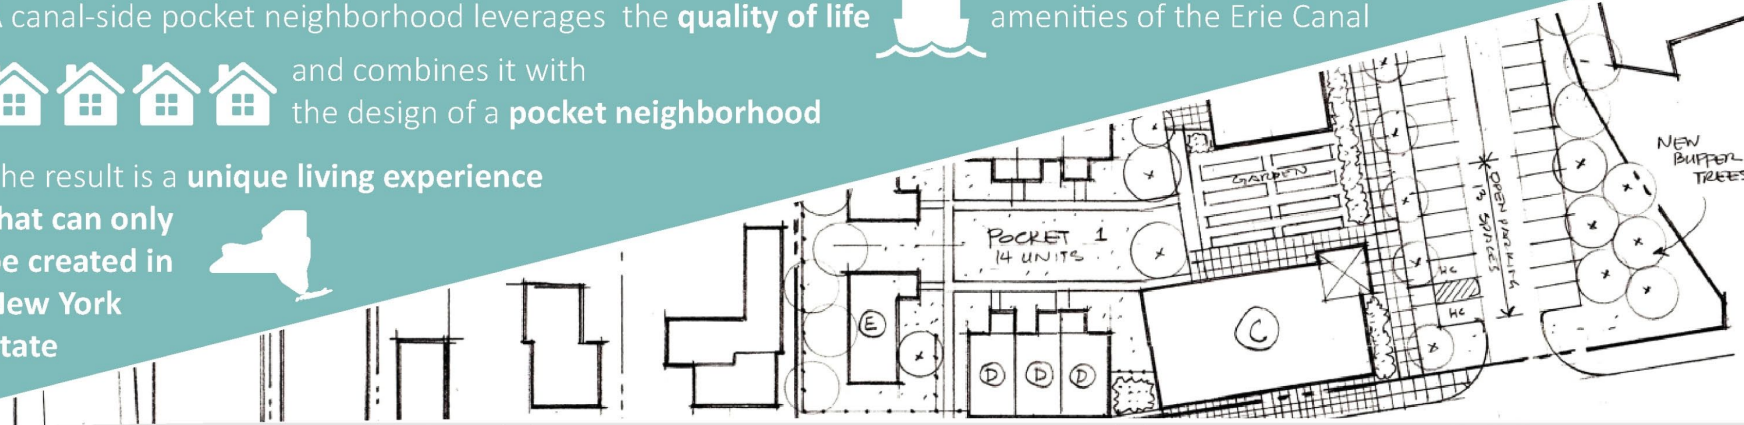 A canal-side pocket neighborhood leverages the quality of life amenities of the Erie Canal
and combines it with
the design of a pocket neighborhood
he result is a unique living experience
hat can only
be created in
New York
tate
NEW
BUFFER
TREES
GARDEN
OPEN PARKING
POCKET 1
14 UNITS
HC
HC
E
C
D D D